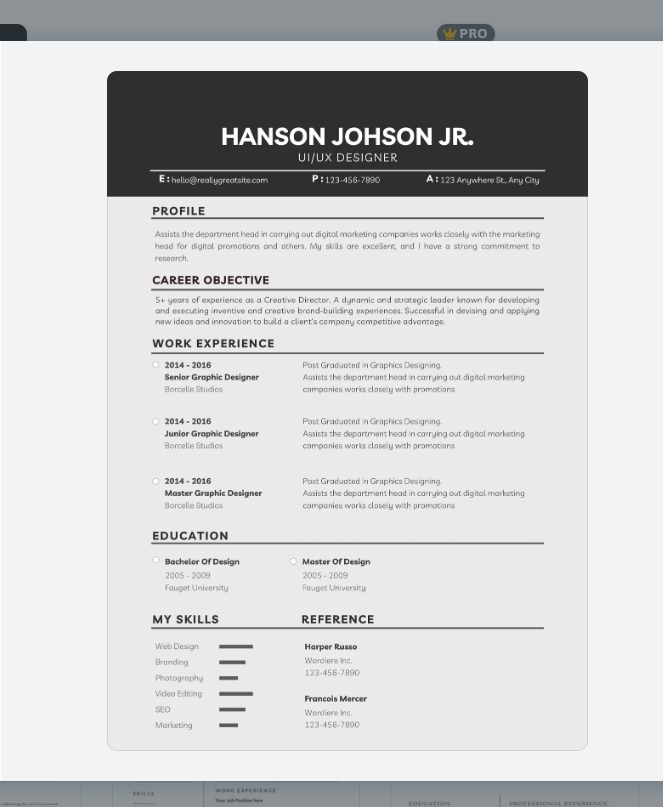 PRO
HANSON JOHSON JR.
UI/UX DESIGNER
E : hello@reallygreatsite.com P : 123-456-7890 A : 123 Anywhere St., Any City
PROFILE
Assists the department head in carrying out digital marketing companies works closely with the marketing
head for digital promotions and others. My skills are excellent, and I have a strong commitment to
research.
CAREER OBJECTIVE
5+ years of experience as a Creative Director. A dynamic and strategic leader known for developing
and executing inventive and creative brand-building experiences. Successful in devising and applying
new ideas and innovation to build a client's company competitive advantage.
WORK EXPERIENCE
2014 - 2016
Senior Graphic Designer
Borcelle Studios
Post Graduated in Graphics Designing.
Assists the department head in carrying out digital marketing
companies works closely with promotions
2014 - 2016
Junior Graphic Designer
Borcelle Studios
Post Graduated in Graphics Designing.
Assists the department head in carrying out digital marketing
companies works closely with promotions
2014 - 2016
Master Graphic Designer
Borcelle Studios
Post Graduated in Graphics Designing.
Assists the department head in carrying out digital marketing
companies works closely with promotions
EDUCATION
Bachelor Of Design
2005 - 2009
Fauget University
Master Of Design
2005 - 2009
Fauget University
MY SKILLS
Web Design
Branding
Photography
Video Editing
SEO
Marketing
REFERENCE
Harper Russo
Wardiere Inc.
123-456-7890
Francois Mercer
Wardiere Inc.
123-456-7890
SKILLS
WORK EXPERIENCE
Your Job Position here
EDUCATION
PROFESSIONAL EXPERIENCE